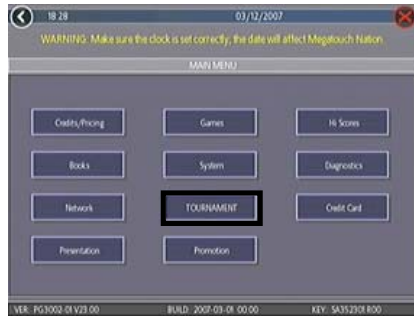 18 28 03/12/2007
WARNING: Make sure the clock is set correctly, the date will affect Megatouch Nation
MAIN MENU
Credits/Pricing Games Hi Scores
Books System Diagnostics
Network TOURNAMENT Credit Card
Presentation Promotion
VER: PG3002-01 V23.00 BUILD: 2007-03-01 00:00 KEY: SA352301 R00